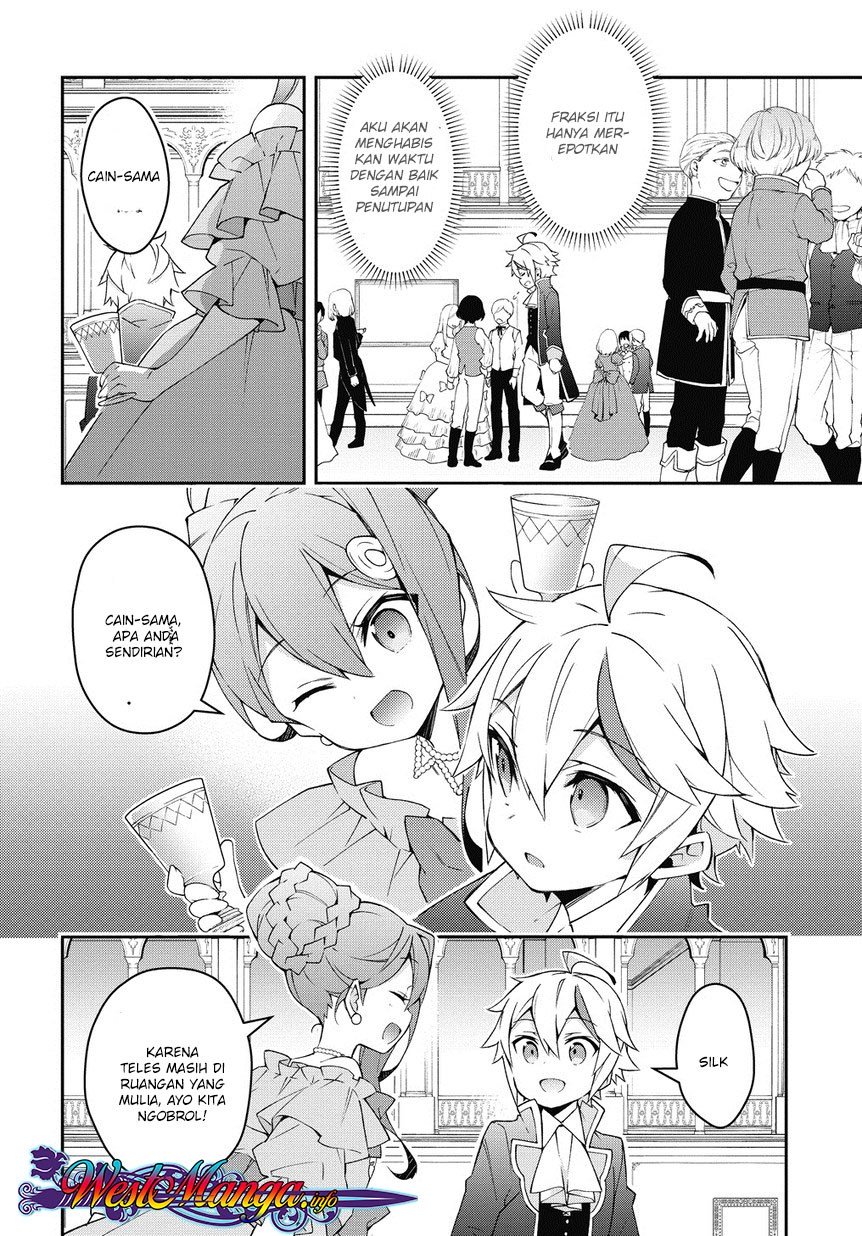 FRAKSI ITU
HANYA MER-
EPOTKAN
AKU AKAN
MENGHABIS
KAN WAKTU
DENGAN BAIK
SAMPAI
PENUTUPAN
CAIN-SAMA
CAIN-SAMA,
APA ANDA
SENDIRIAN?
SILK
KARENA
TELES MASIH DI
RUANGAN YANG
MULIA, AYO KITA
NGOBROL!
WestManga.info